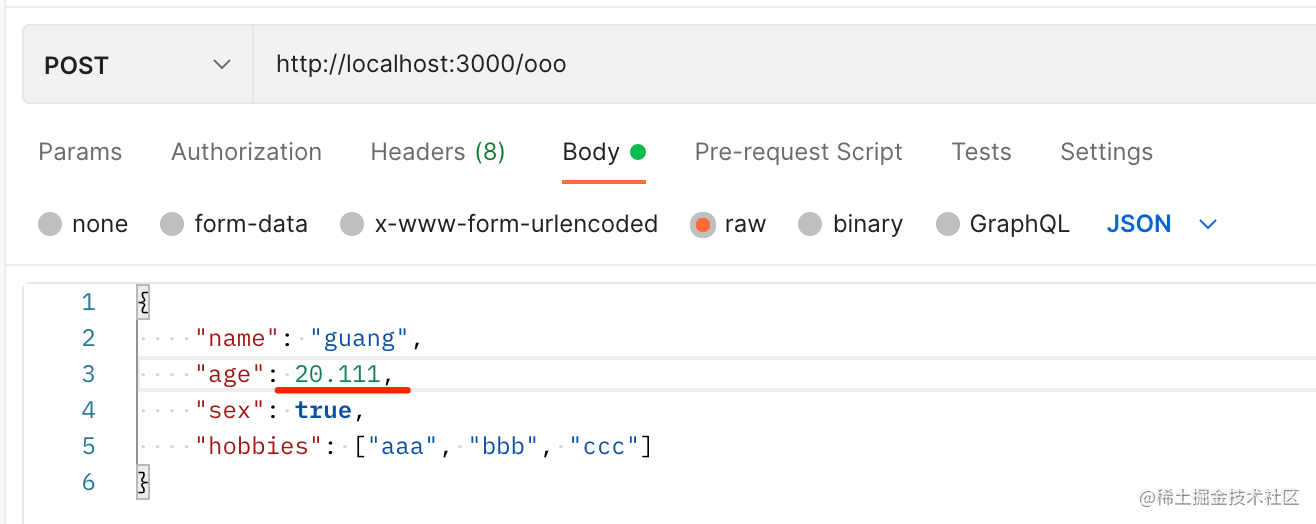 POST http://localhost:3000/ooo
Params Authorization Headers (8) Body Pre-request Script Tests Settings
none form-data x-www-form-urlencoded raw binary GraphQL JSON
1 {
2 ····"name":·"guang",
3 ····"age":·20.111,
4 ····"sex":·true,
5 ····"hobbies":·["aaa",·"bbb",·"ccc"]
6 }
@稀土掘金技术社区